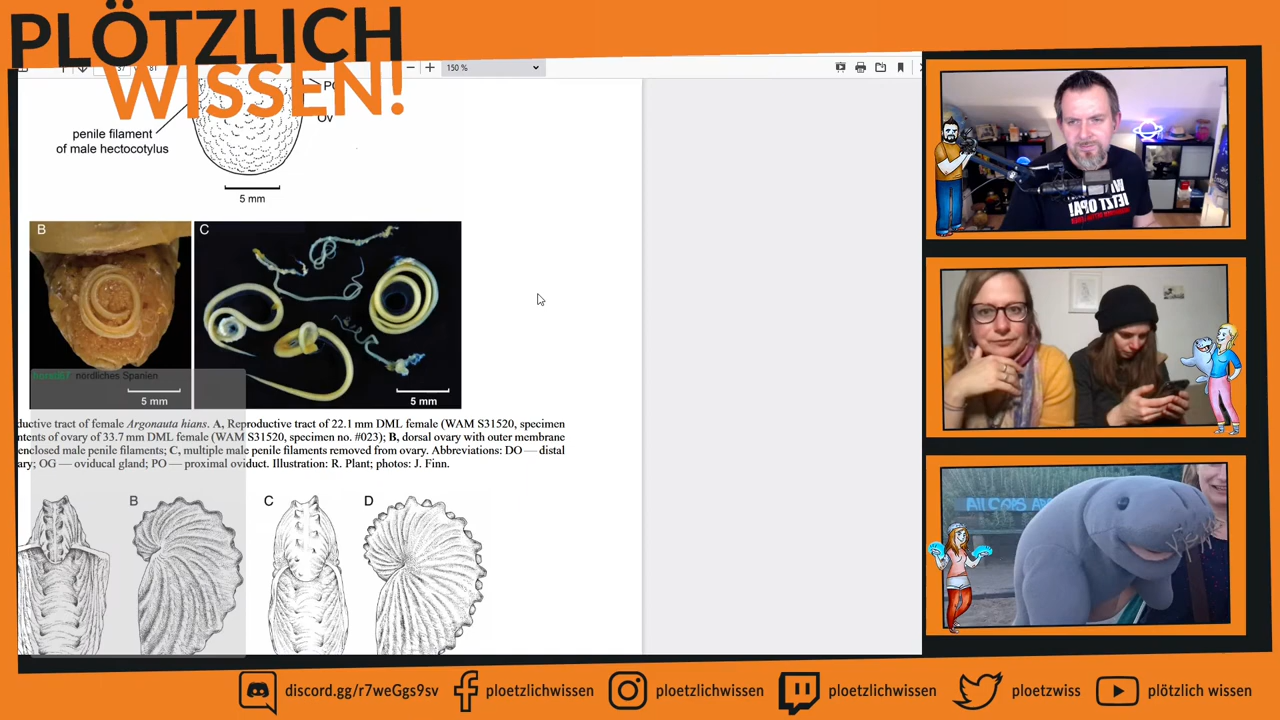 PLÖTZLICH
WISSEN!
150 %
Ov
penile filament
of male hectocotylus
5 mm
B
C
nördliches Spanien
5 mm
5 mm
ductive tract of female Argonauta hians. A, Reproductive tract of 22.1 mm DML female (WAM S31520, specimen
ntents of ovary of 33.7 mm DML female (WAM S31520, specimen no. #023); B, dorsal ovary with outer membrane
enclosed male penile filaments; C, multiple male penile filaments removed from ovary. Abbreviations: DO — distal
ary; OG — oviducal gland; PO — proximal oviduct. Illustration: R. Plant; photos: J. Finn.
B
C
D
JETZT OPA!
All COPS
discord.gg/r7weGgs9sv
ploetzlichwissen
ploetzlichwissen
ploetzlichwissen
ploetzwiss
plötzlich wissen